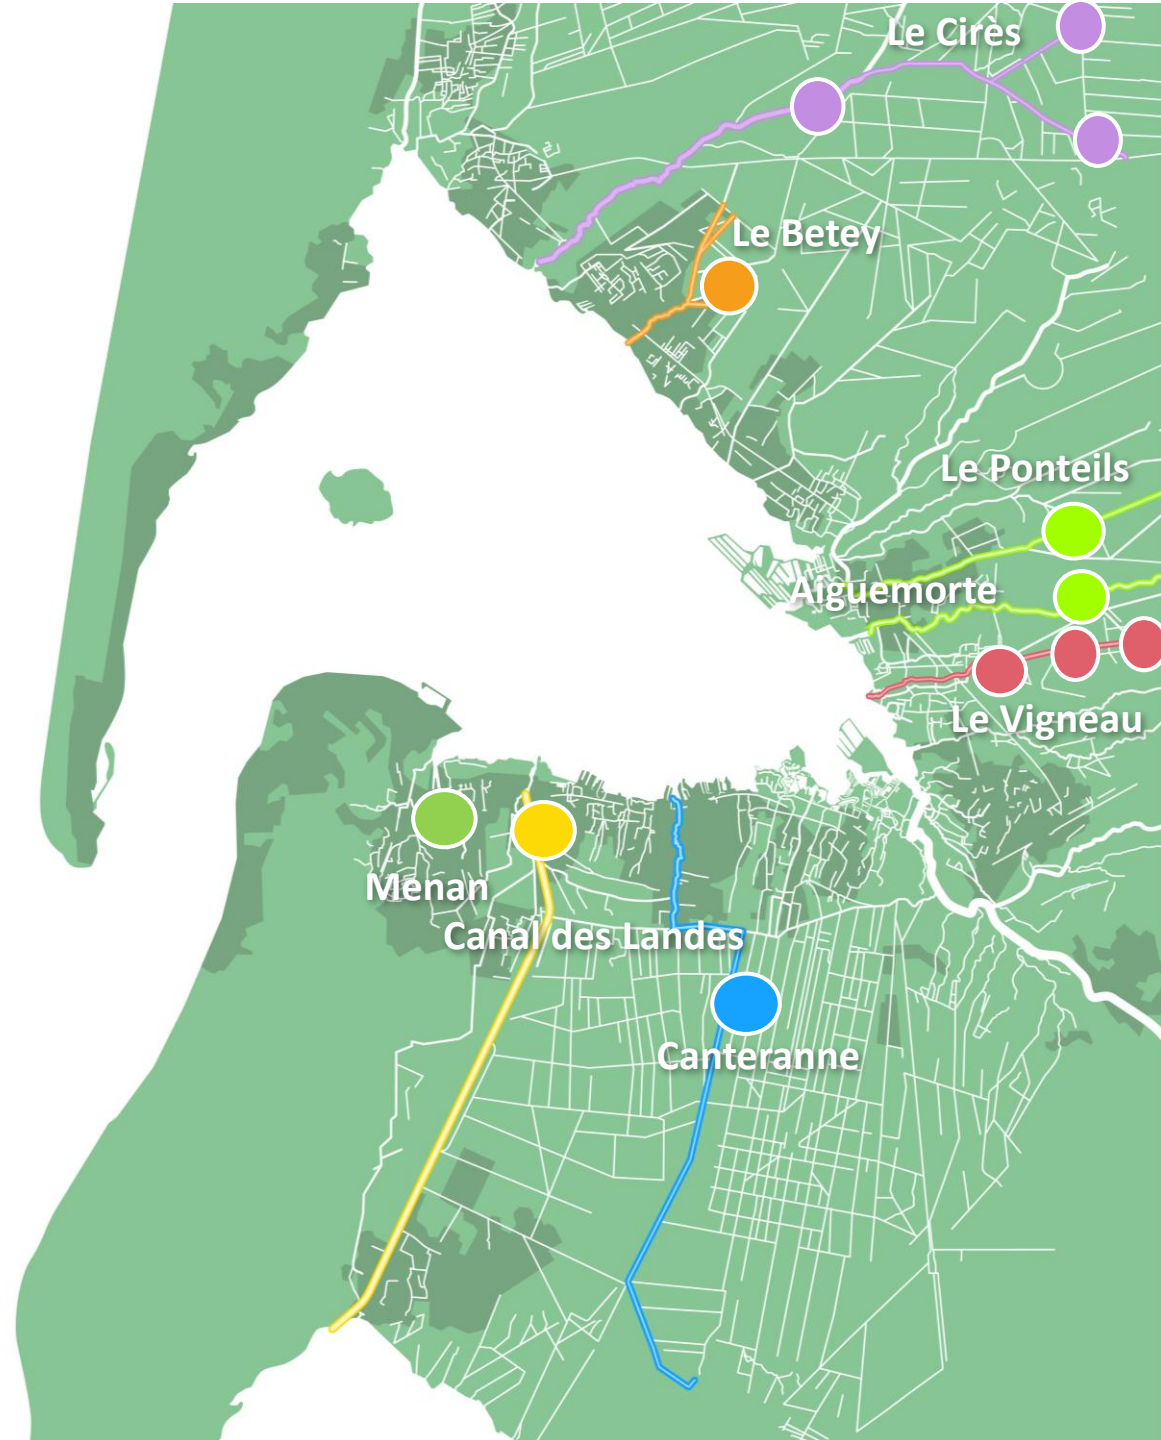 Le Cirès
Le Betey
Le Ponteils
Aiguemorte
Le Vigneau
Menan
Canal des Landes
Canteranne